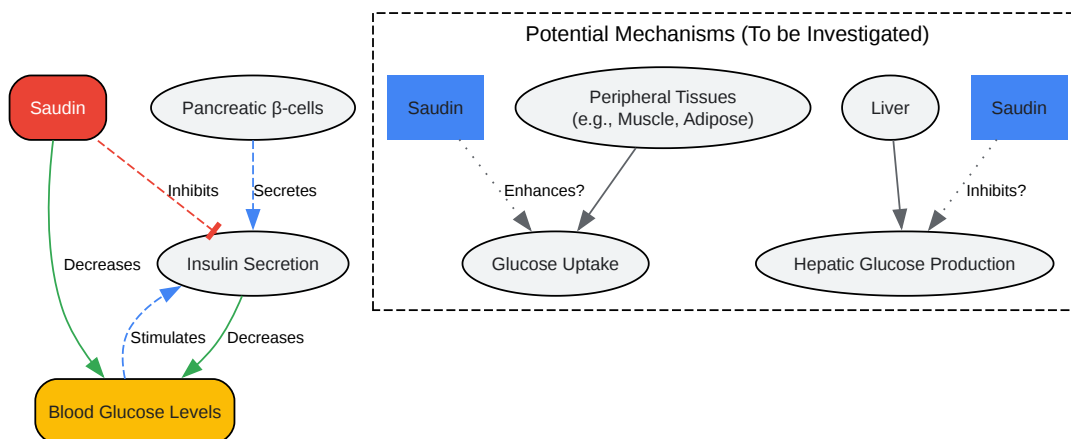 Potential Mechanisms (To be Investigated)
Saudin
Pancreatic β-cells
Saudin
Peripheral Tissues
(e.g., Muscle, Adipose)
Liver
Saudin
Inhibits
Secretes
Enhances?
Inhibits?
Decreases
Insulin Secretion
Glucose Uptake
Hepatic Glucose Production
Stimulates
Decreases
Blood Glucose Levels